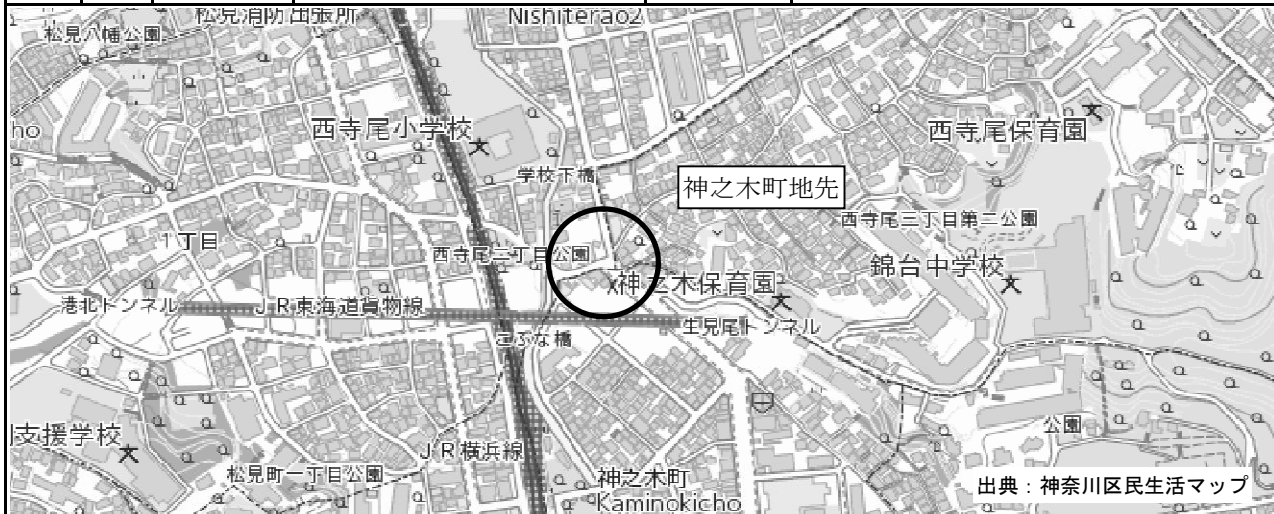 松見消防出張所
Nishiterao2
松見八幡公園
西寺尾小学校
西寺尾保育園
学校下橋
神之木町地先
西寺尾三丁目第二公園
1丁目
西寺尾二丁目公園
神之木保育園
錦台中学校
港北トンネル
JR東海道貨物線
生見尾トンネル
こぶな橋
支援学校
公園
JR横浜線
松見町一丁目公園
神之木町
Kaminokicho
出典：神奈川区民生活マップ